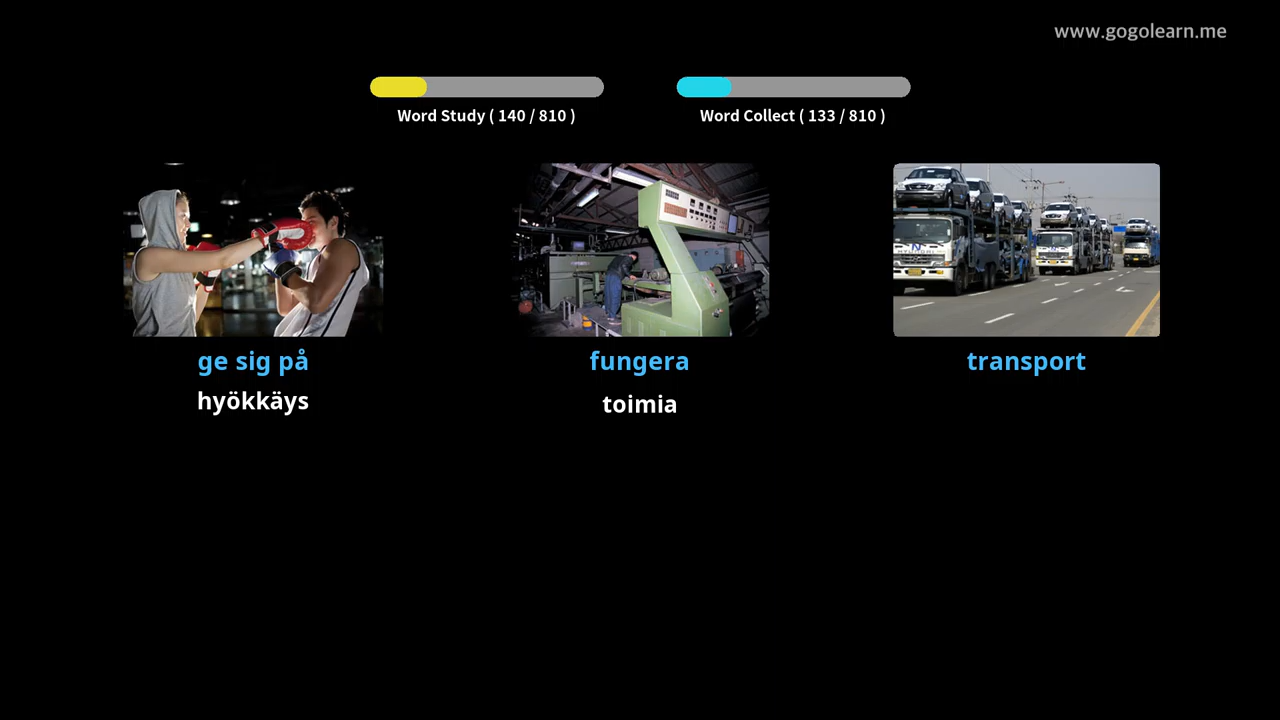 www.gogolearn.me
Word Study ( 140 / 810 )
Word Collect ( 133 / 810 )
ge sig på
fungera
transport
hyökkäys
toimia